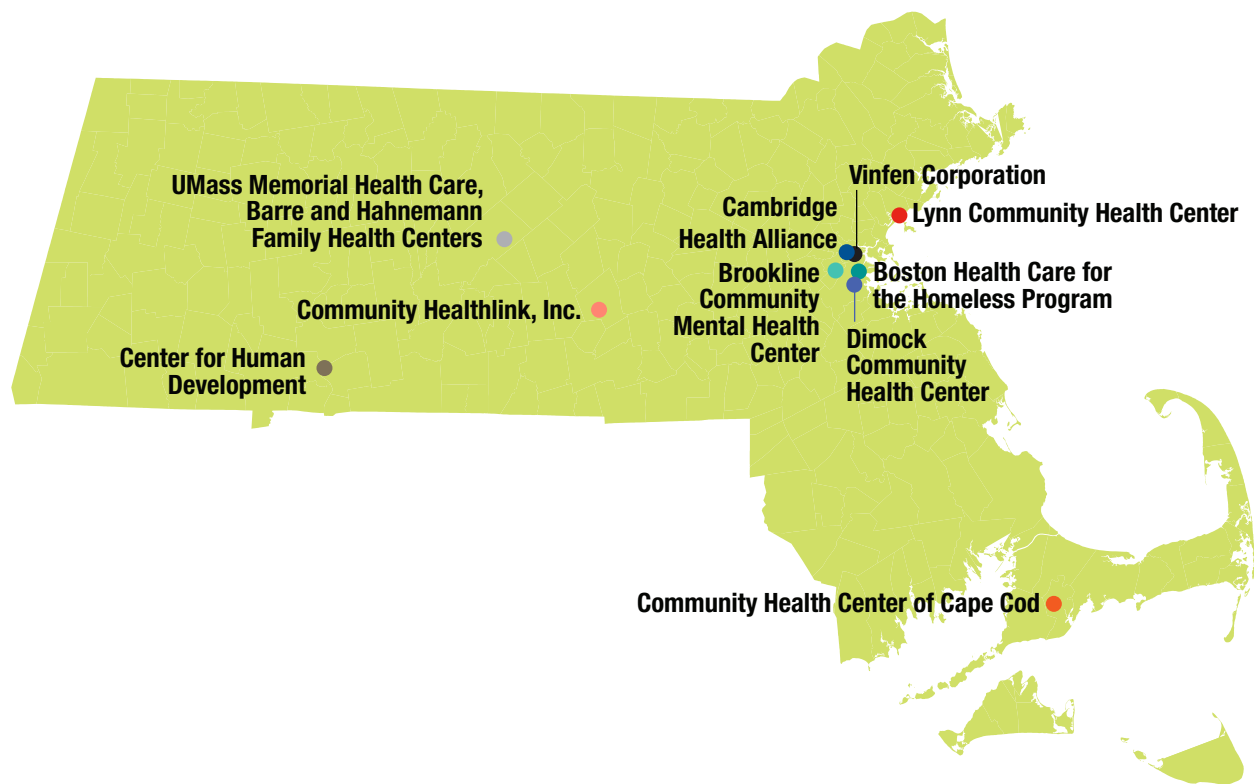 UMass Memorial Health Care,
Barre and Hahnemann
Family Health Centers
Community Healthlink, Inc.
Center for Human
Development
Vinfen Corporation
Cambridge
Health Alliance
Lynn Community Health Center
Brookline
Community
Mental Health
Center
Boston Health Care for
the Homeless Program
Dimock
Community
Health Center
Community Health Center of Cape Cod